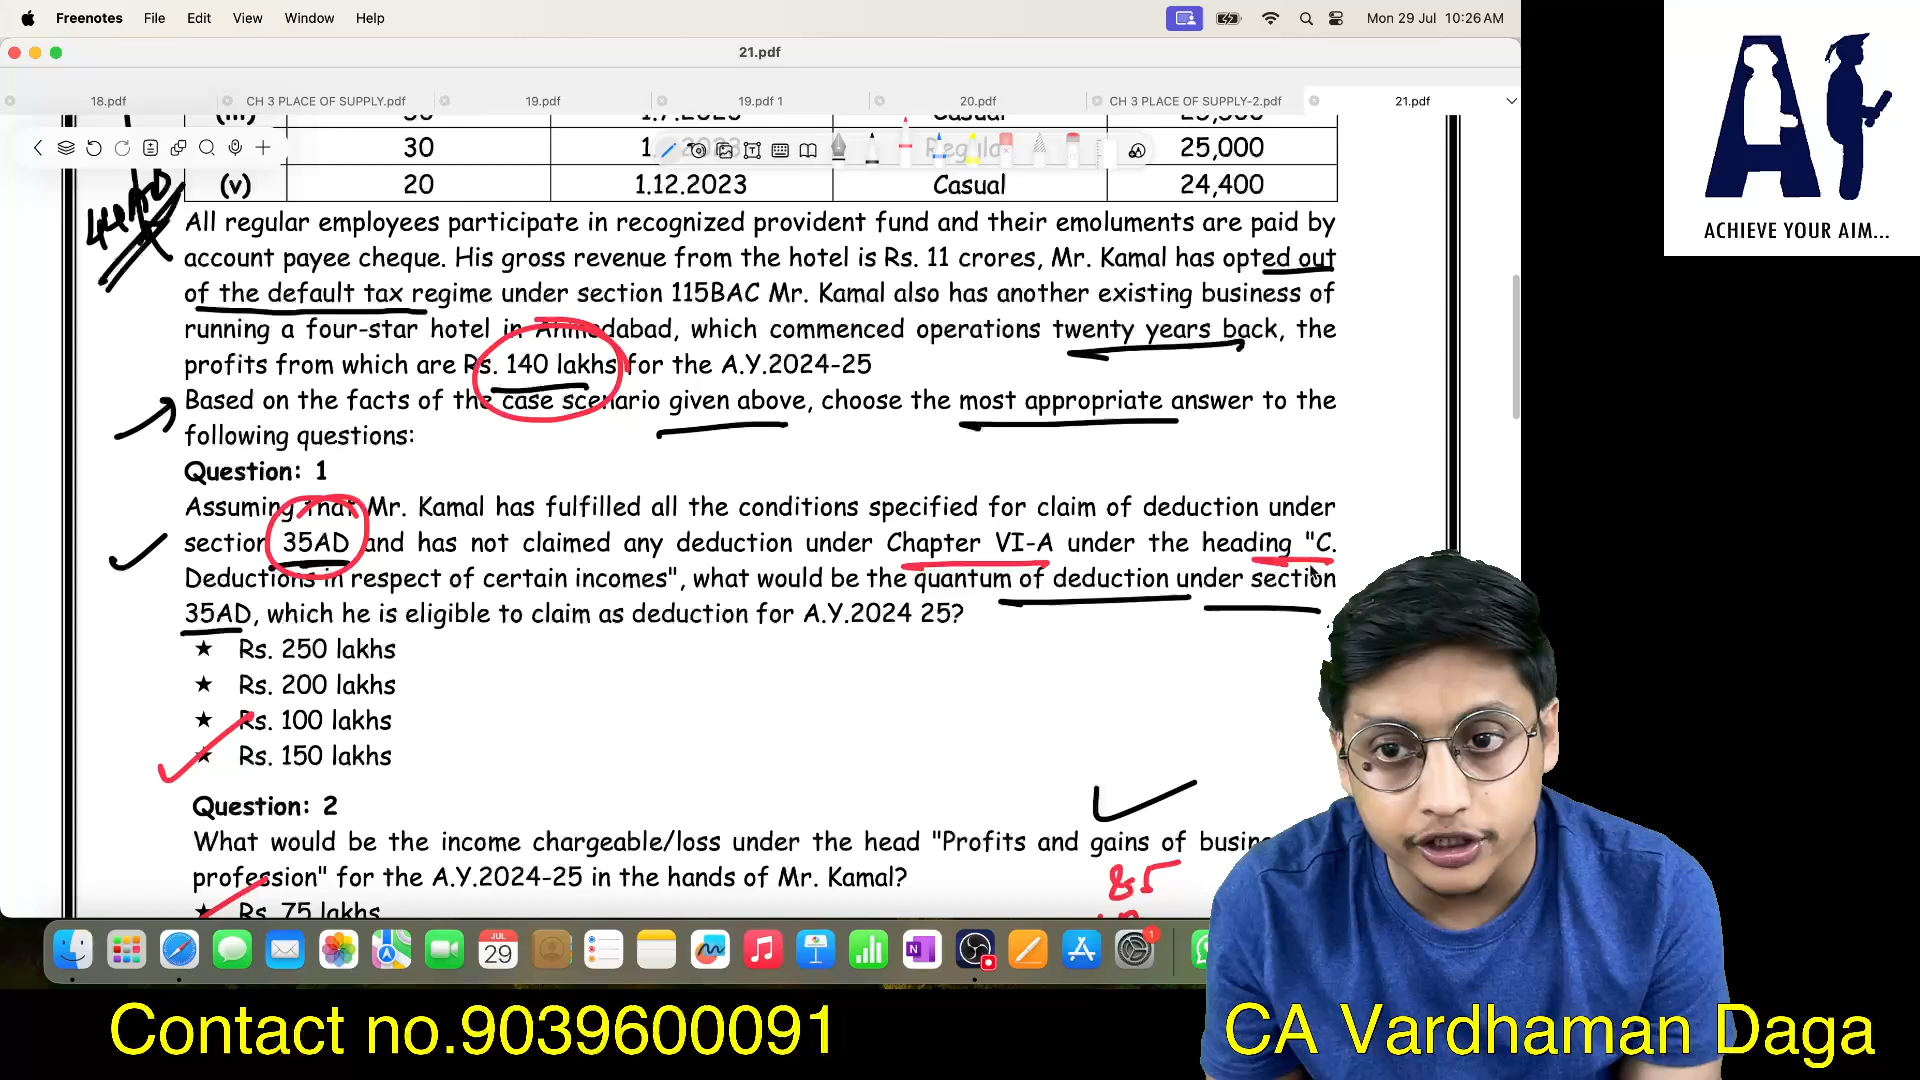 Freenotes File Edit View Window Help Mon 29 Jul 10:26 AM
21.pdf
18.pdf CH 3 PLACE OF SUPPLY.pdf 19.pdf 19.pdf 1 20.pdf CH 3 PLACE OF SUPPLY-2.pdf 21.pdf
30 Regular 25,000
(v) 20 1.12.2023 Casual 24,400
44AD
All regular employees participate in recognized provident fund and their emoluments are paid by
account payee cheque. His gross revenue from the hotel is Rs. 11 crores, Mr. Kamal has opted out
of the default tax regime under section 115BAC Mr. Kamal also has another existing business of
running a four-star hotel in Ahmedabad, which commenced operations twenty years back, the
profits from which are Rs. 140 lakhs for the A.Y.2024-25
Based on the facts of the case scenario given above, choose the most appropriate answer to the
following questions:
Question: 1
Assuming that Mr. Kamal has fulfilled all the conditions specified for claim of deduction under
section 35AD and has not claimed any deduction under Chapter VI-A under the heading "C.
Deductions in respect of certain incomes", what would be the quantum of deduction under section
35AD, which he is eligible to claim as deduction for A.Y.2024 25?
★ Rs. 250 lakhs
★ Rs. 200 lakhs
★ Rs. 100 lakhs
★ Rs. 150 lakhs
Question: 2
What would be the income chargeable/loss under the head "Profits and gains of
profession" for the A.Y.2024-25 in the hands of Mr. Kamal?
85
Rs. 75 lakhs
JUL
29
1
ACHIEVE YOUR AIM...
Contact no.9039600091
CA Vardhaman Daga